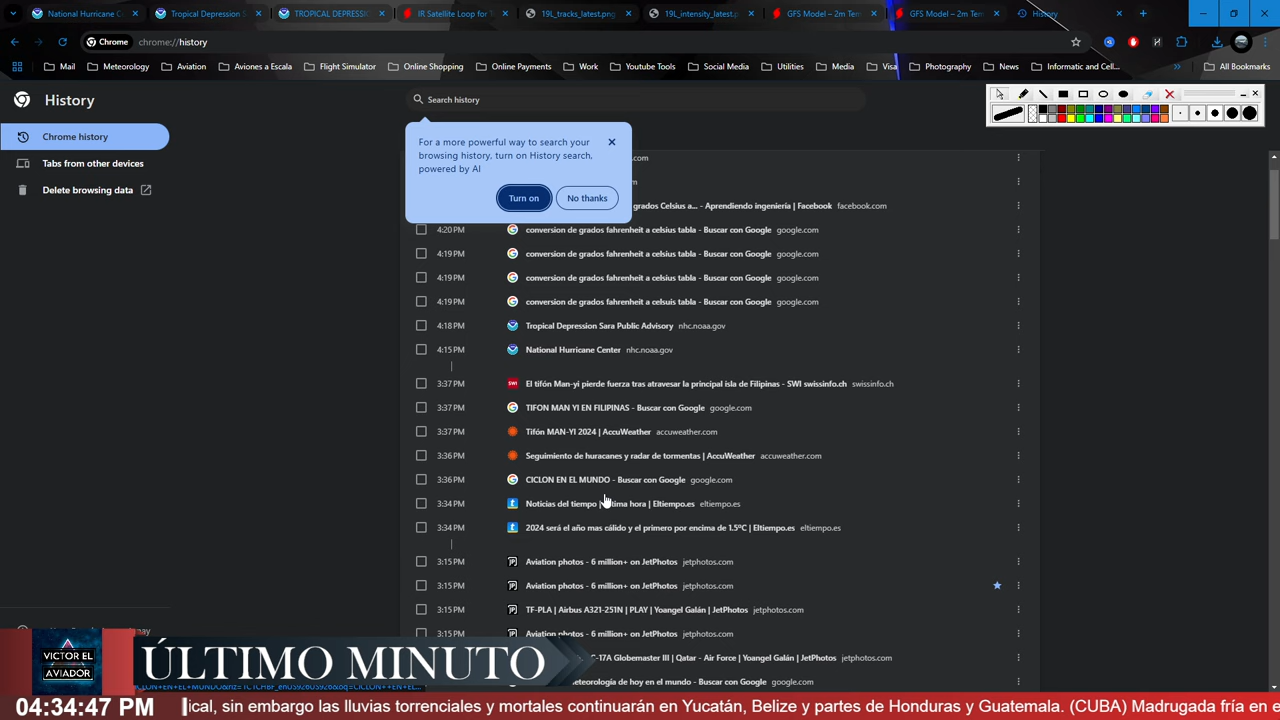 National Hurricane C
Tropical Depression S
TROPICAL DEPRESSI
IR Satellite Loop for T
19L_tracks_latest.png
19L_intensity_latest.p
GFS Model – 2m Tem
GFS Model – 2m Tem
History
Chrome
chrome://history
Mail
Meteorology
Aviation
Aviones a Escala
Flight Simulator
Online Shopping
Online Payments
Work
Youtube Tools
Social Media
Utilities
Media
Visa
Photography
News
Informatic and Cell...
All Bookmarks
History
Search history
Chrome history
Tabs from other devices
Delete browsing data
For a more powerful way to search your
browsing history, turn on History search,
powered by AI
Turn on
No thanks
.com
grados Celsius a... - Aprendiendo ingeniería | Facebook facebook.com
4:20 PM conversion de grados fahrenheit a celsius tabla - Buscar con Google google.com
4:19 PM conversion de grados fahrenheit a celsius tabla - Buscar con Google google.com
4:19 PM conversion de grados fahrenheit a celsius tabla - Buscar con Google google.com
4:19 PM conversion de grados fahrenheit a celsuis tabla - Buscar con Google google.com
4:18 PM Tropical Depression Sara Public Advisory nhc.noaa.gov
4:15 PM National Hurricane Center nhc.noaa.gov
3:37 PM El tifón Man-yi pierde fuerza tras atravesar la principal isla de Filipinas - SWI swissinfo.ch swissinfo.ch
3:37 PM TIFON MAN YI EN FILIPINAS - Buscar con Google google.com
3:37 PM Tifón MAN-YI 2024 | AccuWeather accuweather.com
3:36 PM Seguimiento de huracanes y radar de tormentas | AccuWeather accuweather.com
3:36 PM CICLON EN EL MUNDO - Buscar con Google google.com
3:34 PM Noticias del tiempo | última hora | Eltiempo.es eltiempo.es
3:34 PM 2024 será el año mas cálido y el primero por encima de 1.5ºC | Eltiempo.es eltiempo.es
3:15 PM Aviation photos - 6 million+ on JetPhotos jetphotos.com
3:15 PM Aviation photos - 6 million+ on JetPhotos jetphotos.com
3:15 PM TF-PLA | Airbus A321-251N | PLAY | Yoangel Galán | JetPhotos jetphotos.com
3:15 PM Aviation photos - 6 million+ on JetPhotos jetphotos.com
C-17A Globemaster III | Qatar - Air Force | Yoangel Galán | JetPhotos jetphotos.com
eteorologia de hoy en el mundo - Buscar con Google google.com
VICTOR EL
AVIADOR
ÚLTIMO MINUTO
04:34:47 PM
ical, sin embargo las lluvias torrenciales y mortales continuarán en Yucatán, Belize y partes de Honduras y Guatemala. (CUBA) Madrugada fría en e